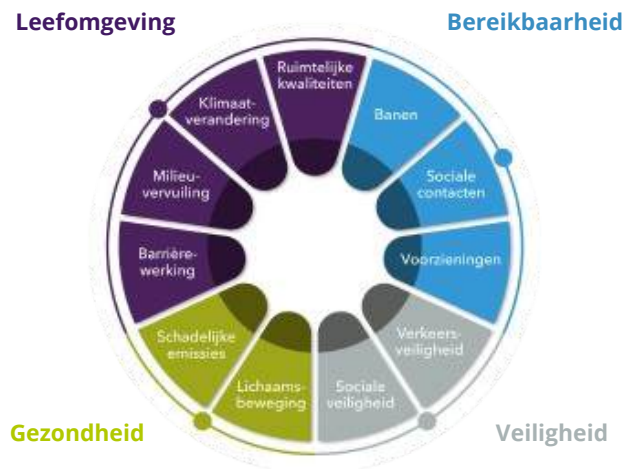 Leefomgeving
Bereikbaarheid
Ruimtelijke
kwaliteiten
Klimaat-
verandering
Banen
Milieu-
vervuiling
Sociale
contacten
Barrière-
werking
Voorzieningen
Schadelijke
emissies
Verkeers-
veiligheid
Lichaams-
beweging
Sociale
veiligheid
Gezondheid
Veiligheid